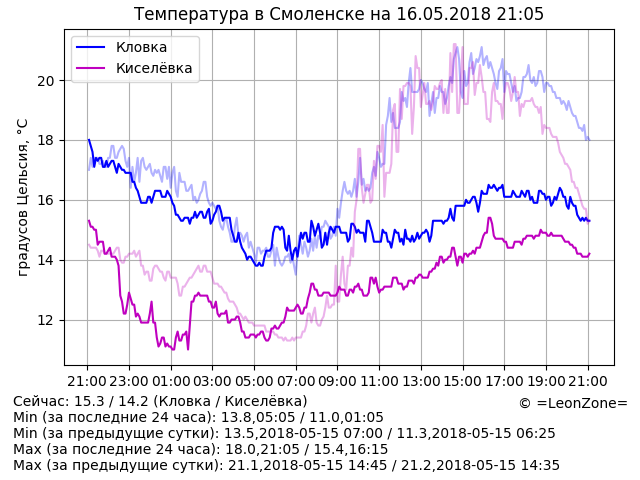 Температура в Смоленске на 16.05.2018 21:05
Кловка
Киселёвка
градусов Цельсия, °C
20
18
16
14
12
21:00 23:00 01:00 03:00 05:00 07:00 09:00 11:00 13:00 15:00 17:00 19:00 21:00
Сейчас: 15.3 / 14.2 (Кловка / Киселёвка)
© =LeonZone=
Min (за последние 24 часа): 13.8,05:05 / 11.0,01:05
Min (за предыдущие сутки): 13.5,2018-05-15 07:00 / 11.3,2018-05-15 06:25
Max (за последние 24 часа): 18.0,21:05 / 15.4,16:15
Max (за предыдущие сутки): 21.1,2018-05-15 14:45 / 21.2,2018-05-15 14:35